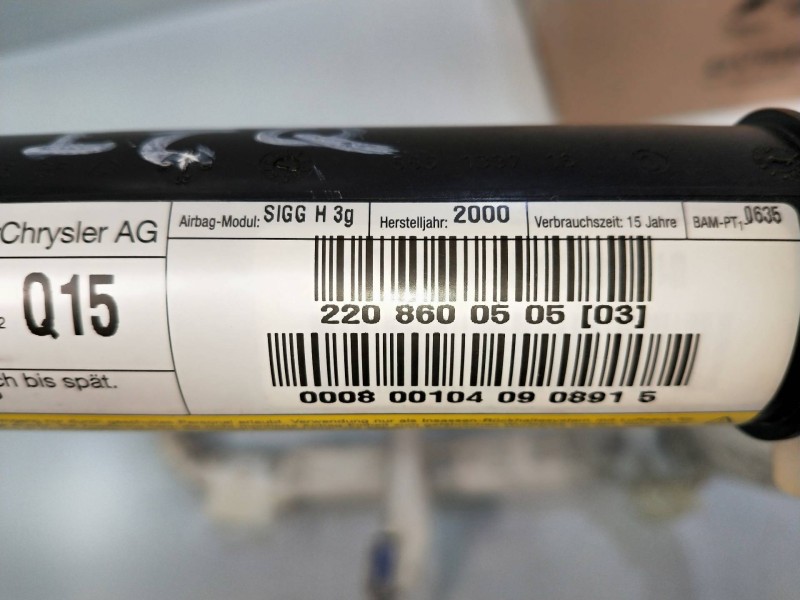 Chrysler AG
Airbag-Modul: SIGG H 3g
Herstelljahr: 2000
Verbrauchszeit: 15 Jahre
BAM-PT1-0635
2
Q15
220 860 05 05 [03]
ch bis spät.
0008 00104 09 0891 5